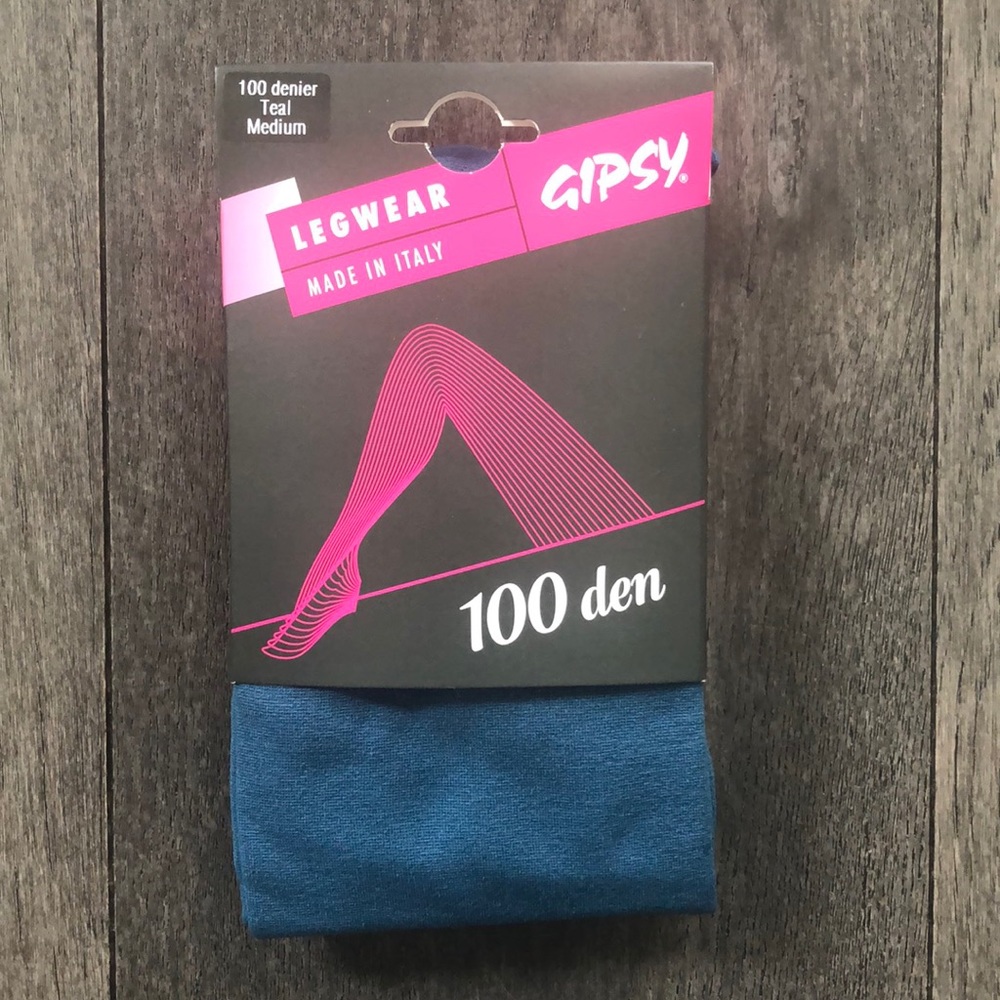 100 denier
Teal
Medium
LEGWEAR
MADE IN ITALY
GIPSY®
100 den